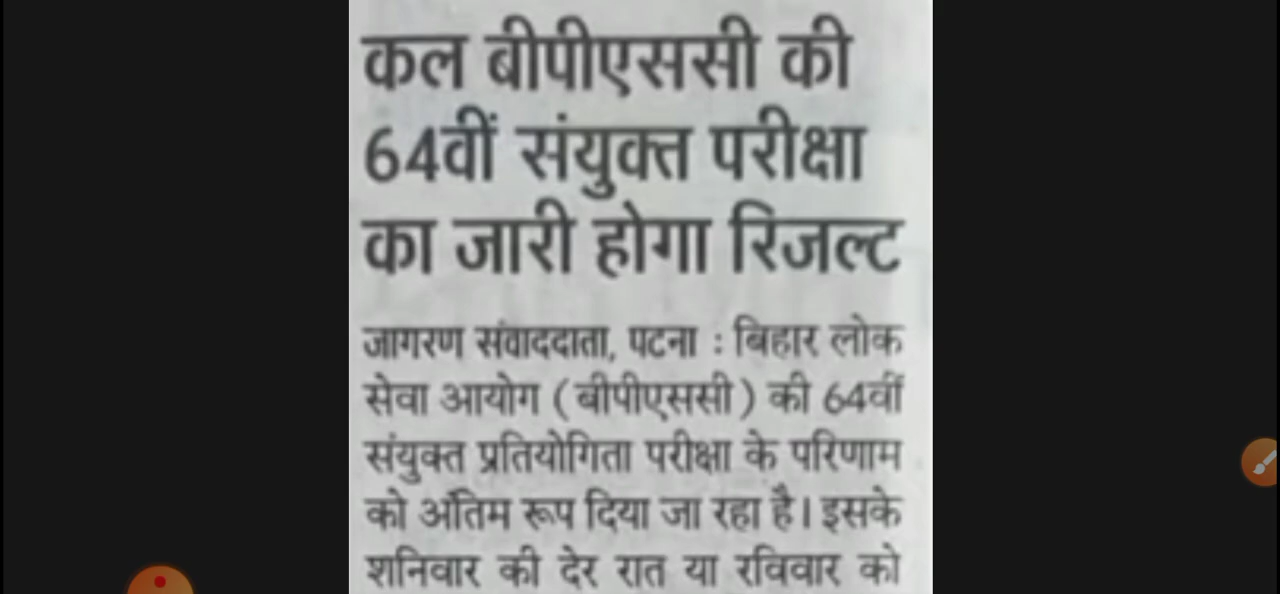 कल बीपीएससी की
64वीं संयुक्त परीक्षा
का जारी होगा रिजल्ट
जागरण संवाददाता, पटना : बिहार लोक
सेवा आयोग (बीपीएससी) की 64वीं
संयुक्त प्रतियोगिता परीक्षा के परिणाम
को अंतिम रूप दिया जा रहा है। इसके
शनिवार की देर रात या रविवार को